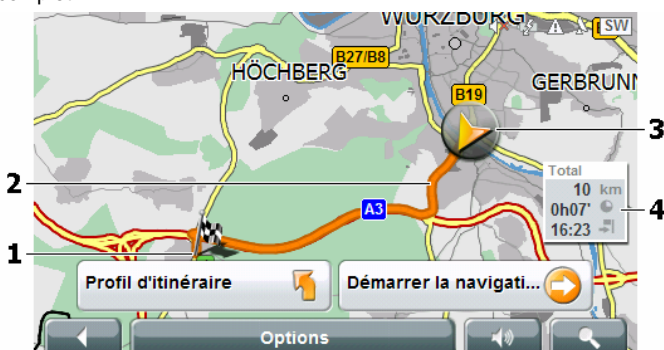 WÜRZBURG
SW
B27/B8
HÖCHBERG
GERBRUNN
B19
3
Total
10 km
2
0h07'
4
A3
16:23
1
Profil d'itinéraire
Démarrer la navigati...
Options